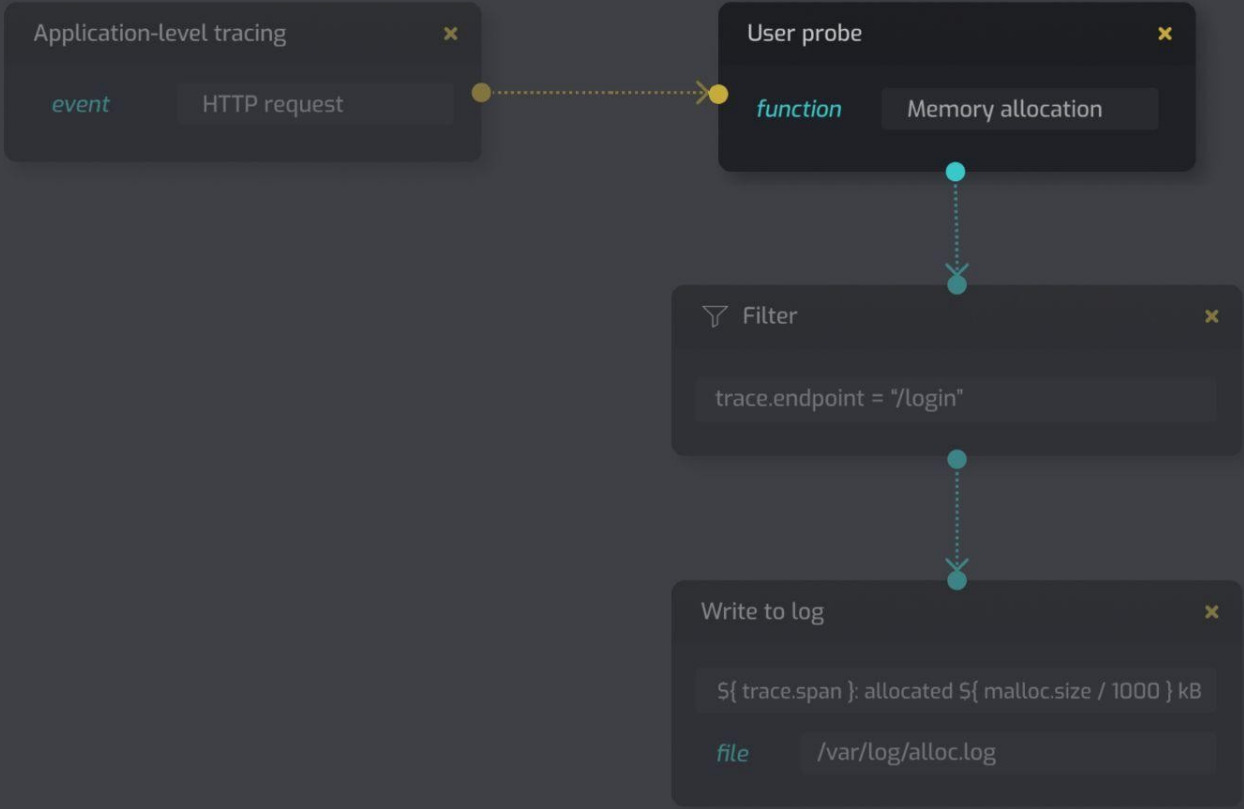 Application-level tracing
event HTTP request
User probe
function Memory allocation
Filter
trace.endpoint = "/login"
Write to log
${ trace.span }: allocated ${ malloc.size / 1000 } kB
file /var/log/alloc.log